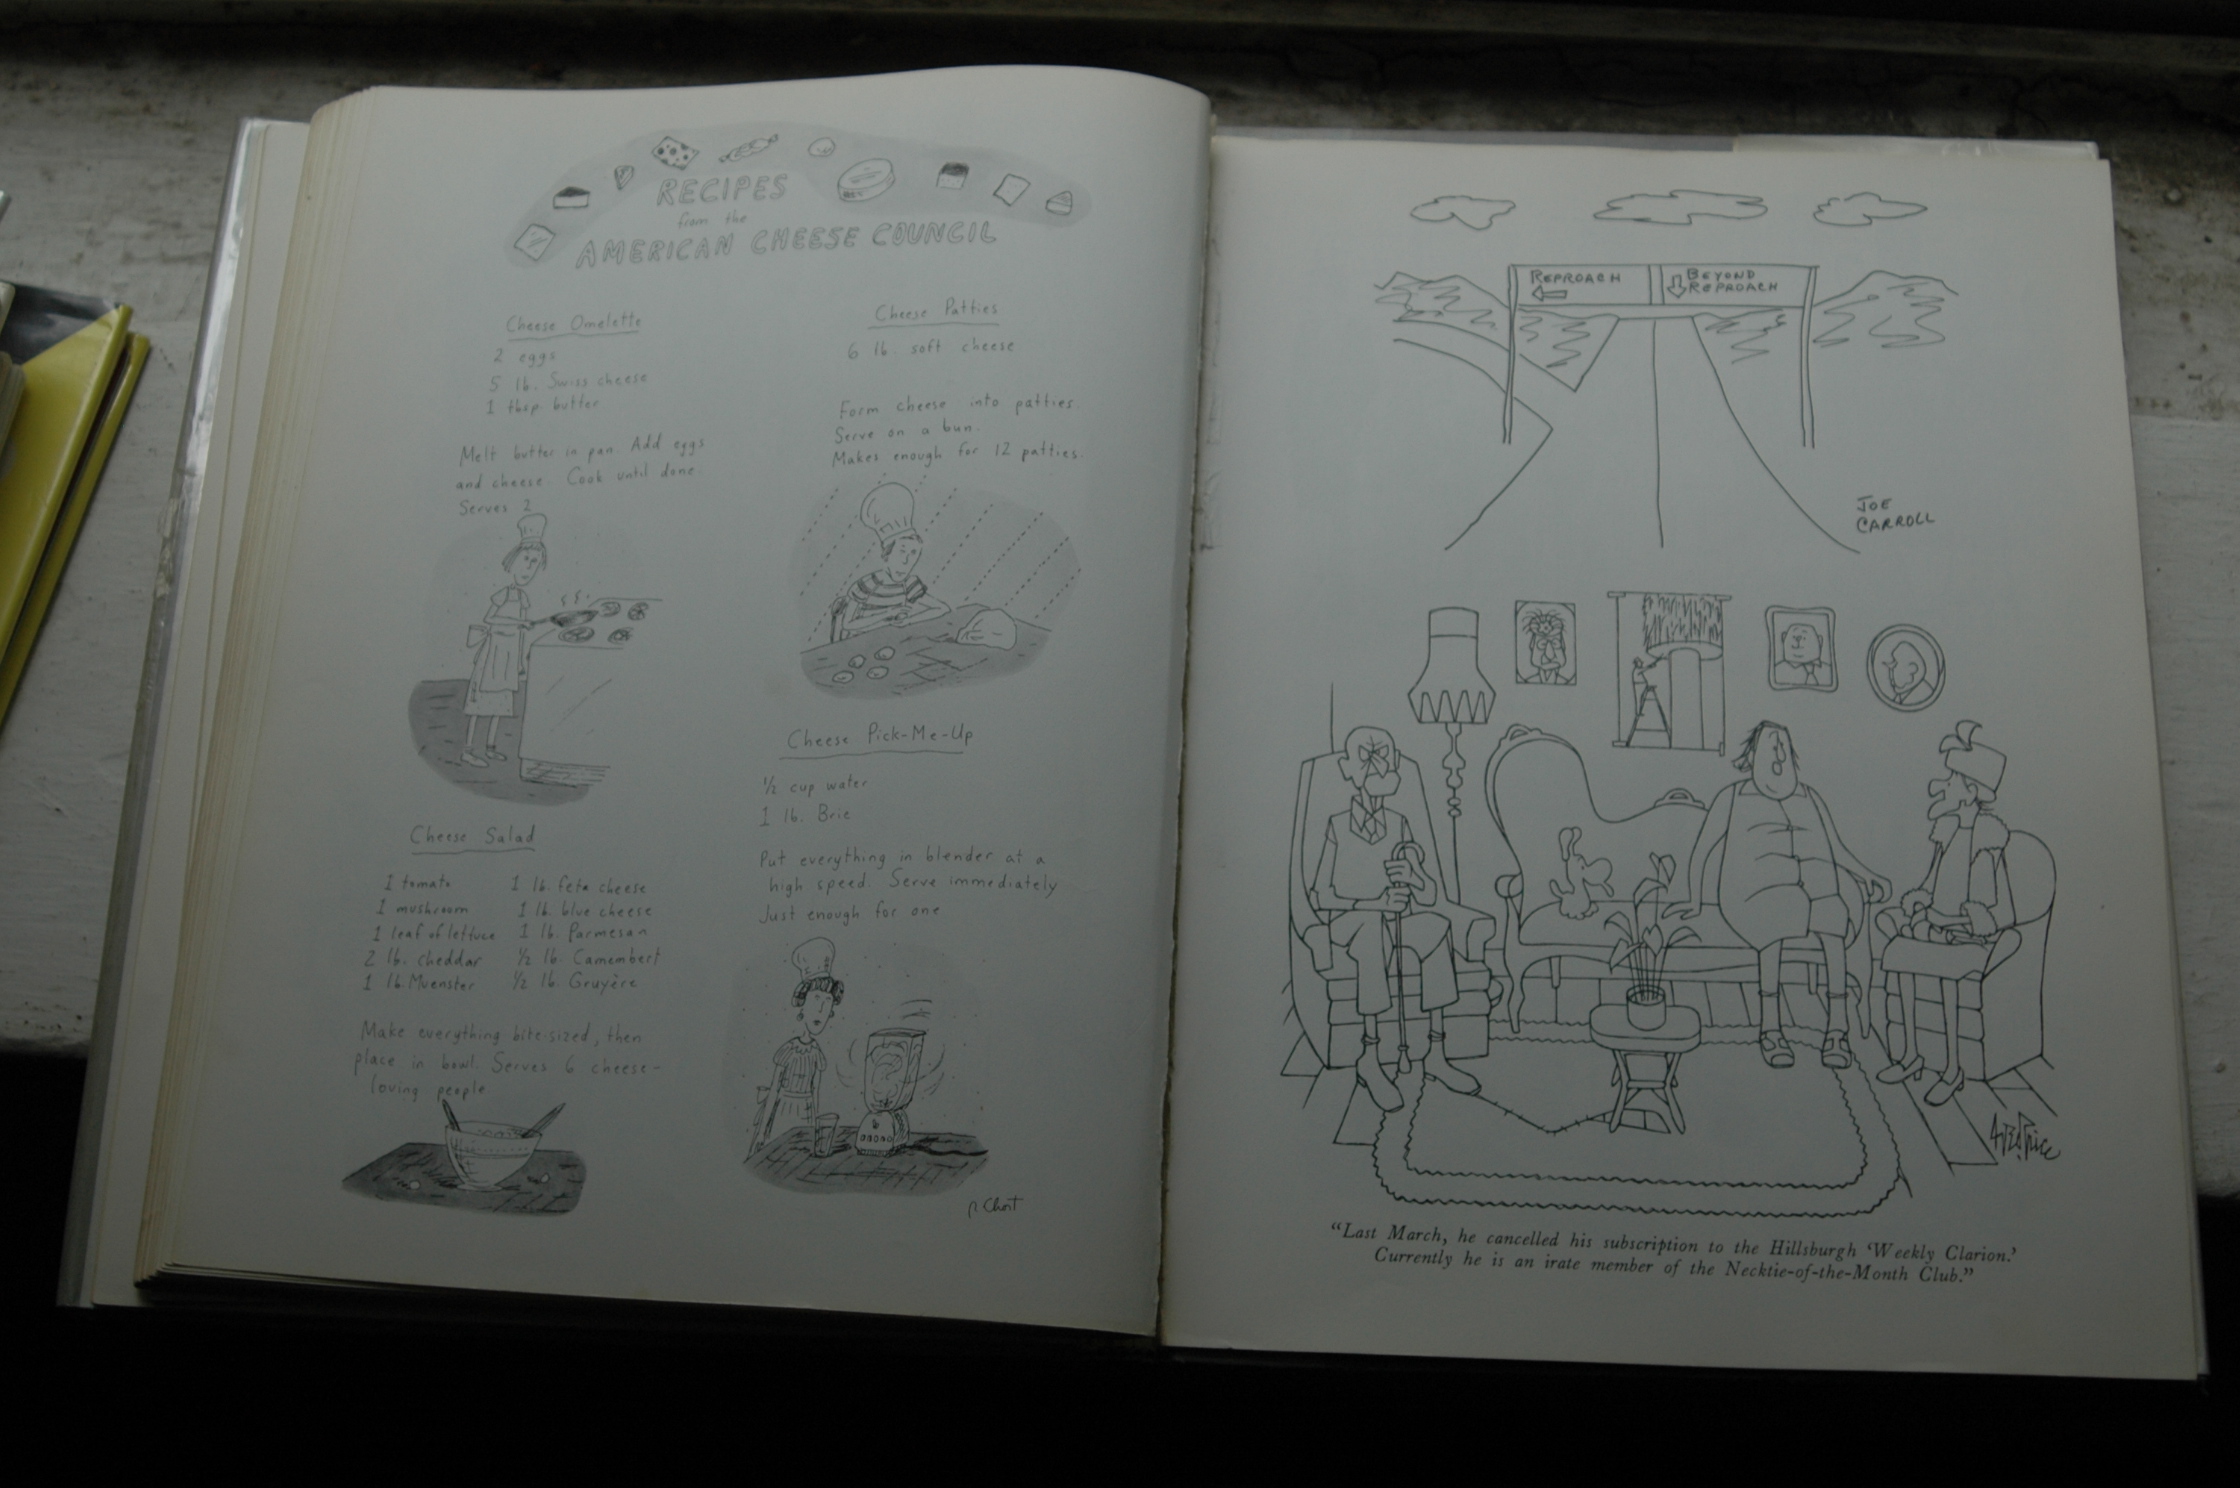 RECIPES
from the
AMERICAN CHEESE COUNCIL
Cheese Omelette
2 eggs
5 lb. Swiss cheese
1 tbsp butter
Melt butter in pan. Add eggs
and cheese. Cook until done.
Serves 2
Cheese Salad
1 tomato
1 mushroom
1 leaf of lettuce
2 lb. cheddar
1 lb. Muenster
1 lb. feta cheese
1 lb. blue cheese
1 lb. Parmesan
½ lb. Camembert
½ lb. Gruyère
Make everything bite-sized, then
place in bowl. Serves 6 cheese-
loving people.
Cheese Patties
6 lb. soft cheese
Form cheese into patties.
Serve on a bun.
Makes enough for 12 patties.
Cheese Pick-Me-Up
½ cup water
1 lb. Brie
Put everything in blender at a
high speed. Serve immediately
Just enough for one
R. Chast
REPROACH
BEYOND
REPROACH
JOE
CARROLL
Geo. Price
“Last March, he cancelled his subscription to the Hillsburgh ‘Weekly Clarion.’
Currently he is an irate member of the Necktie-of-the-Month Club.”